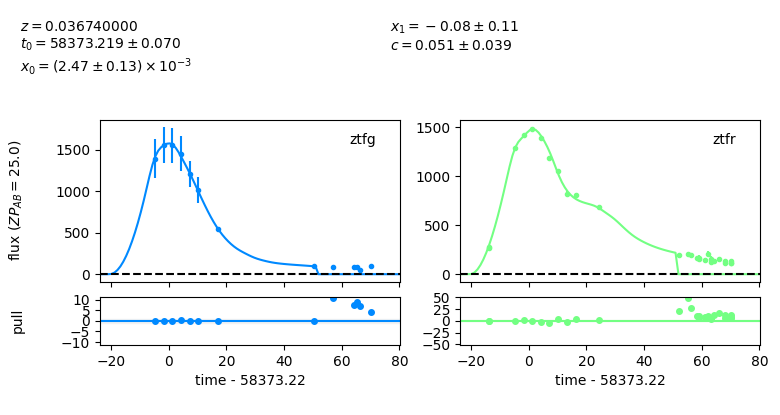 z = 0.036740000
t₀ = 58373.219 ± 0.070
x₀ = (2.47 ± 0.13) × 10⁻³
x₁ = −0.08 ± 0.11
c = 0.051 ± 0.039
flux (ZP_AB = 25.0)
ztfg
1500
1000
500
0
ztfr
1500
1000
500
0
pull
10
5
0
−5
−10
−20 0 20 40 60 80
time - 58373.22
50
25
0
−25
−50
−20 0 20 40 60 80
time - 58373.22